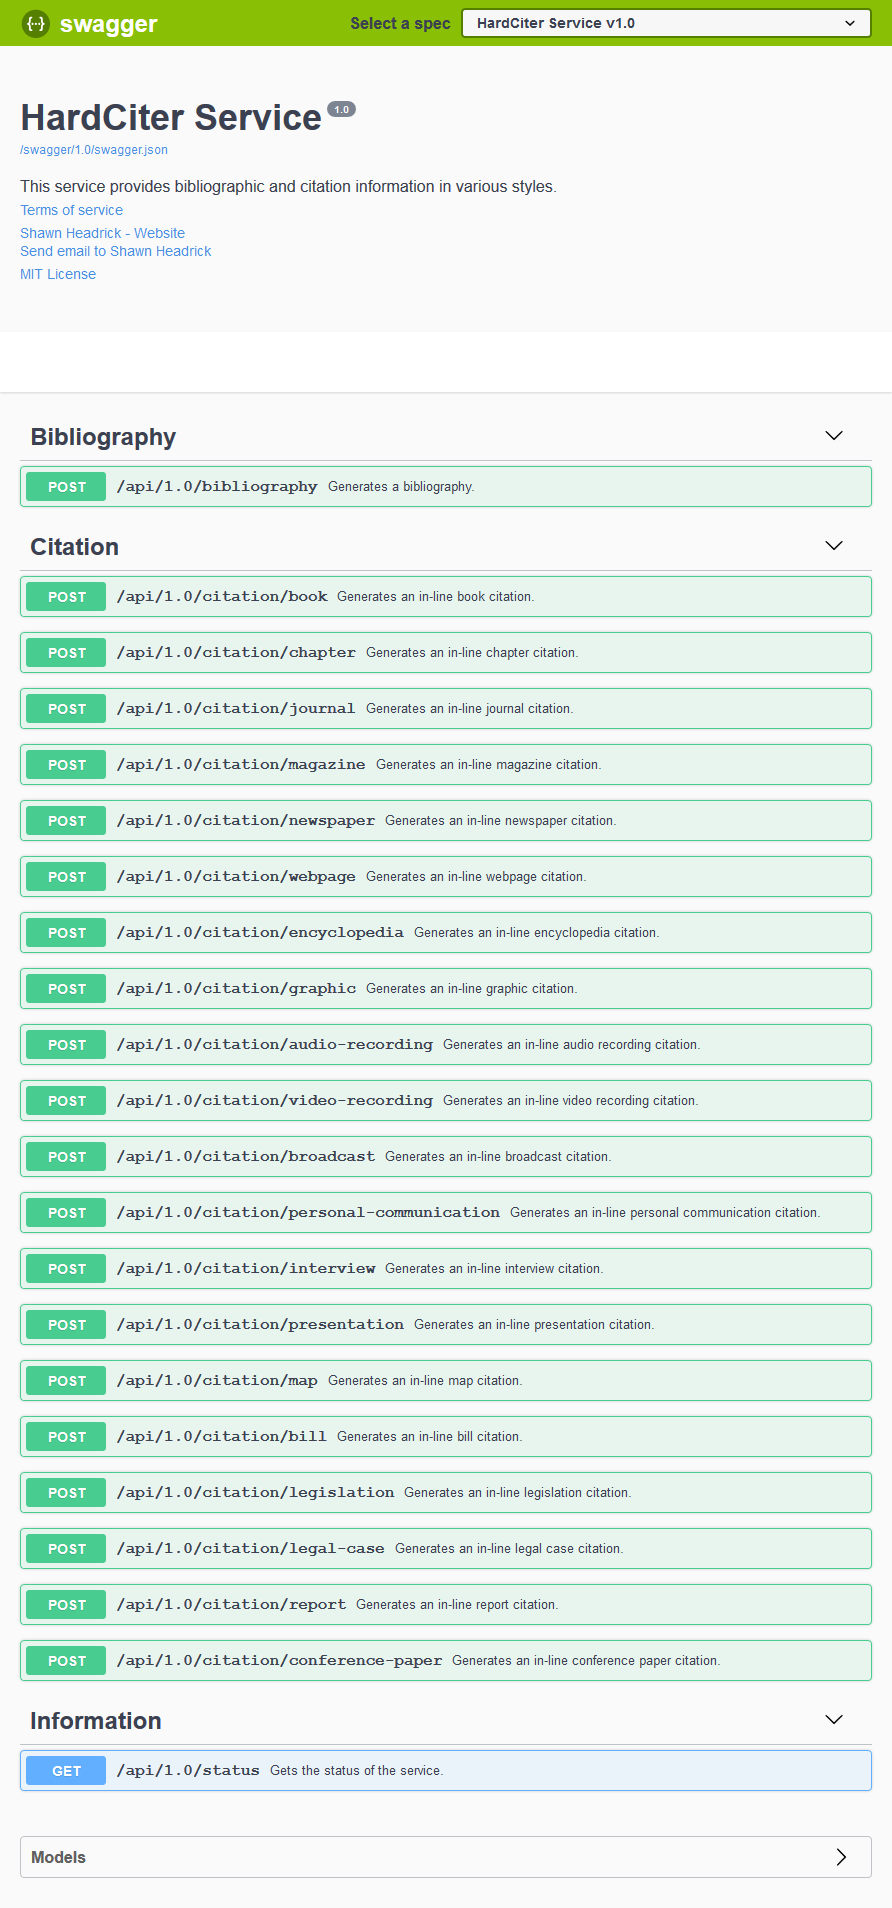 swagger Select a spec HardCiter Service v1.0
HardCiter Service 1.0
/swagger/1.0/swagger.json
This service provides bibliographic and citation information in various styles.
Terms of service
Shawn Headrick - Website
Send email to Shawn Headrick
MIT License
Bibliography
POST /api/1.0/bibliography Generates a bibliography.
Citation
POST /api/1.0/citation/book Generates an in-line book citation.
POST /api/1.0/citation/chapter Generates an in-line chapter citation.
POST /api/1.0/citation/journal Generates an in-line journal citation.
POST /api/1.0/citation/magazine Generates an in-line magazine citation.
POST /api/1.0/citation/newspaper Generates an in-line newspaper citation.
POST /api/1.0/citation/webpage Generates an in-line webpage citation.
POST /api/1.0/citation/encyclopedia Generates an in-line encyclopedia citation.
POST /api/1.0/citation/graphic Generates an in-line graphic citation.
POST /api/1.0/citation/audio-recording Generates an in-line audio recording citation.
POST /api/1.0/citation/video-recording Generates an in-line video recording citation.
POST /api/1.0/citation/broadcast Generates an in-line broadcast citation.
POST /api/1.0/citation/personal-communication Generates an in-line personal communication citation.
POST /api/1.0/citation/interview Generates an in-line interview citation.
POST /api/1.0/citation/presentation Generates an in-line presentation citation.
POST /api/1.0/citation/map Generates an in-line map citation.
POST /api/1.0/citation/bill Generates an in-line bill citation.
POST /api/1.0/citation/legislation Generates an in-line legislation citation.
POST /api/1.0/citation/legal-case Generates an in-line legal case citation.
POST /api/1.0/citation/report Generates an in-line report citation.
POST /api/1.0/citation/conference-paper Generates an in-line conference paper citation.
Information
GET /api/1.0/status Gets the status of the service.
Models